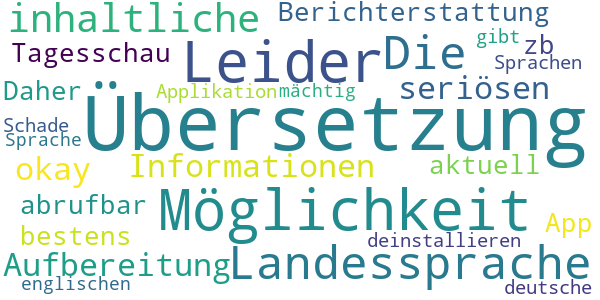 inhaltliche Berichterstattung
Tagesschau Leider Die gibt zb
Sprachen
Daher Applikation mächtig seriösen
Schade Übersetzung
Sprache
okay Informationen aktuell
abrufbar Möglichkeit App
bestens deinstallieren
Aufbereitung Landessprache
englischen deutsche